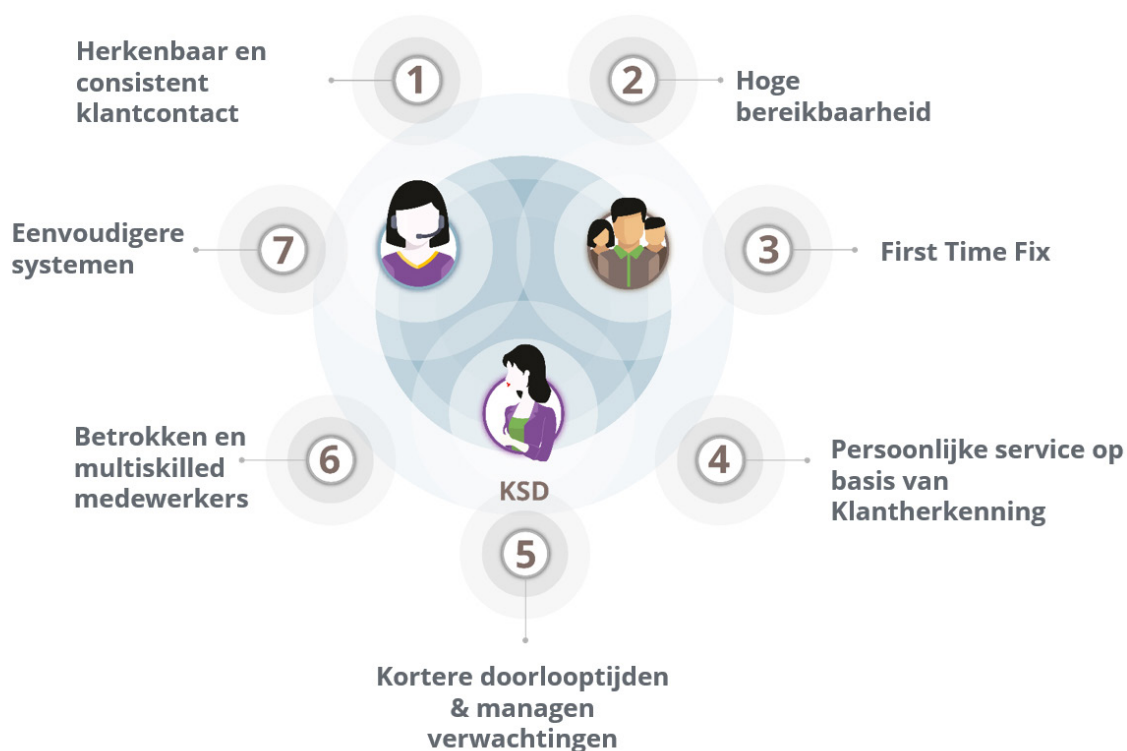 1
Herkenbaar en
consistent
klantcontact
2
Hoge
bereikbaarheid
3
First Time Fix
4
Persoonlijke service op
basis van
Klantherkenning
KSD
5
Kortere doorlooptijden
& managen
verwachtingen
6
Betrokken en
multiskilled
medewerkers
7
Eenvoudigere
systemen